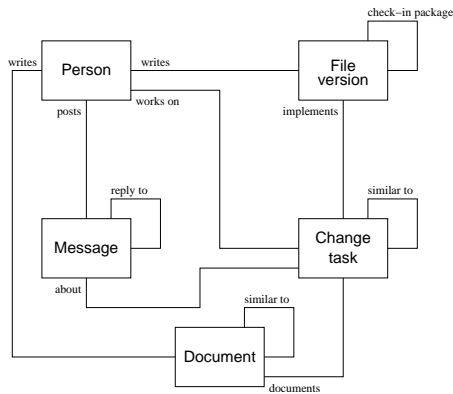 check−in package
writes
Person
writes
File
version
posts
works on
implements
reply to
similar to
Message
Change
task
about
similar to
Document
documents